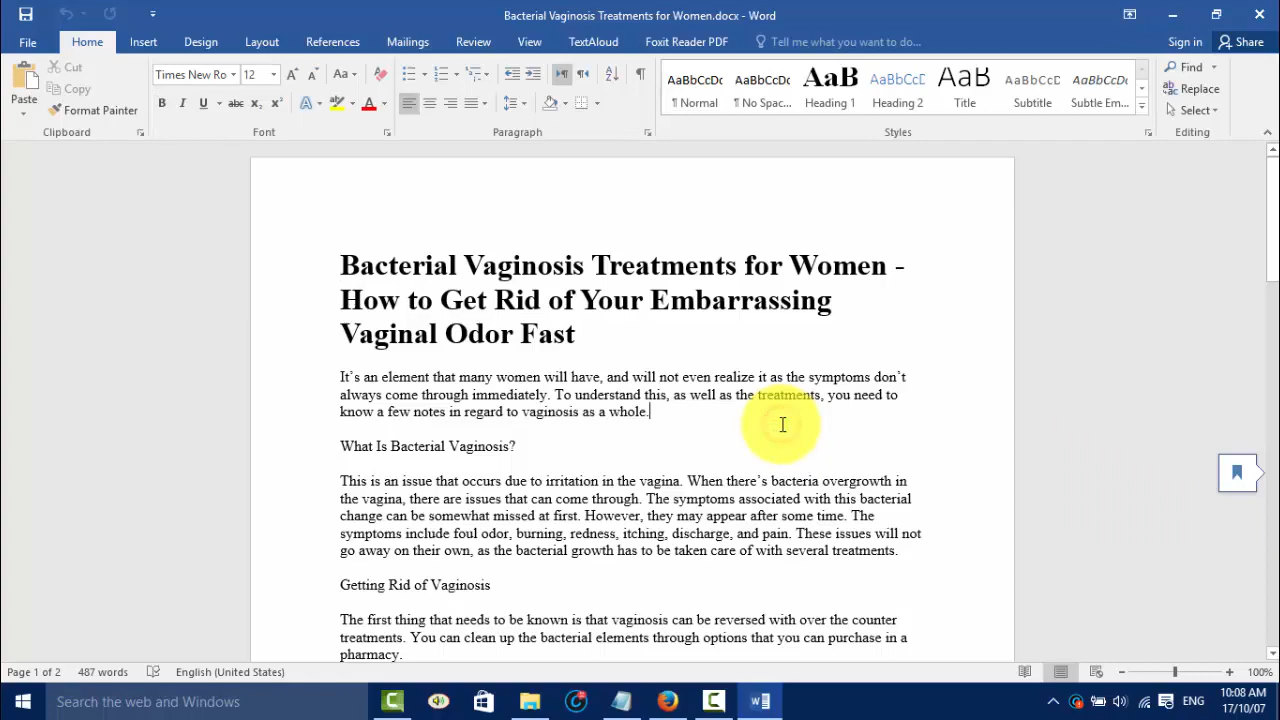 Bacterial Vaginosis Treatments for Women.docx - Word
File
Home
Insert
Design
Layout
References
Mailings
Review
View
TextAloud
Foxit Reader PDF
Tell me what you want to do...
Sign in
Share
Paste
Cut
Copy
Format Painter
Clipboard
Times New Ro
12
Font
Paragraph
AaBbCcDc
¶ Normal
AaBbCcDc
¶ No Spac...
AaB
Heading 1
AaBbCcD
Heading 2
AaB
Title
AaBbCcD
Subtitle
AaBbCcDc
Subtle Em...
Styles
Find
Replace
Select
Editing
Bacterial Vaginosis Treatments for Women -
How to Get Rid of Your Embarrassing
Vaginal Odor Fast
It’s an element that many women will have, and will not even realize it as the symptoms don’t
always come through immediately. To understand this, as well as the treatments, you need to
know a few notes in regard to vaginosis as a whole.
What Is Bacterial Vaginosis?
This is an issue that occurs due to irritation in the vagina. When there’s bacteria overgrowth in
the vagina, there are issues that can come through. The symptoms associated with this bacterial
change can be somewhat missed at first. However, they may appear after some time. The
symptoms include foul odor, burning, redness, itching, discharge, and pain. These issues will not
go away on their own, as the bacterial growth has to be taken care of with several treatments.
Getting Rid of Vaginosis
The first thing that needs to be known is that vaginosis can be reversed with over the counter
treatments. You can clean up the bacterial elements through options that you can purchase in a
pharmacy.
Page 1 of 2
487 words
English (United States)
100%
Search the web and Windows
ENG
10:08 AM
17/10/07